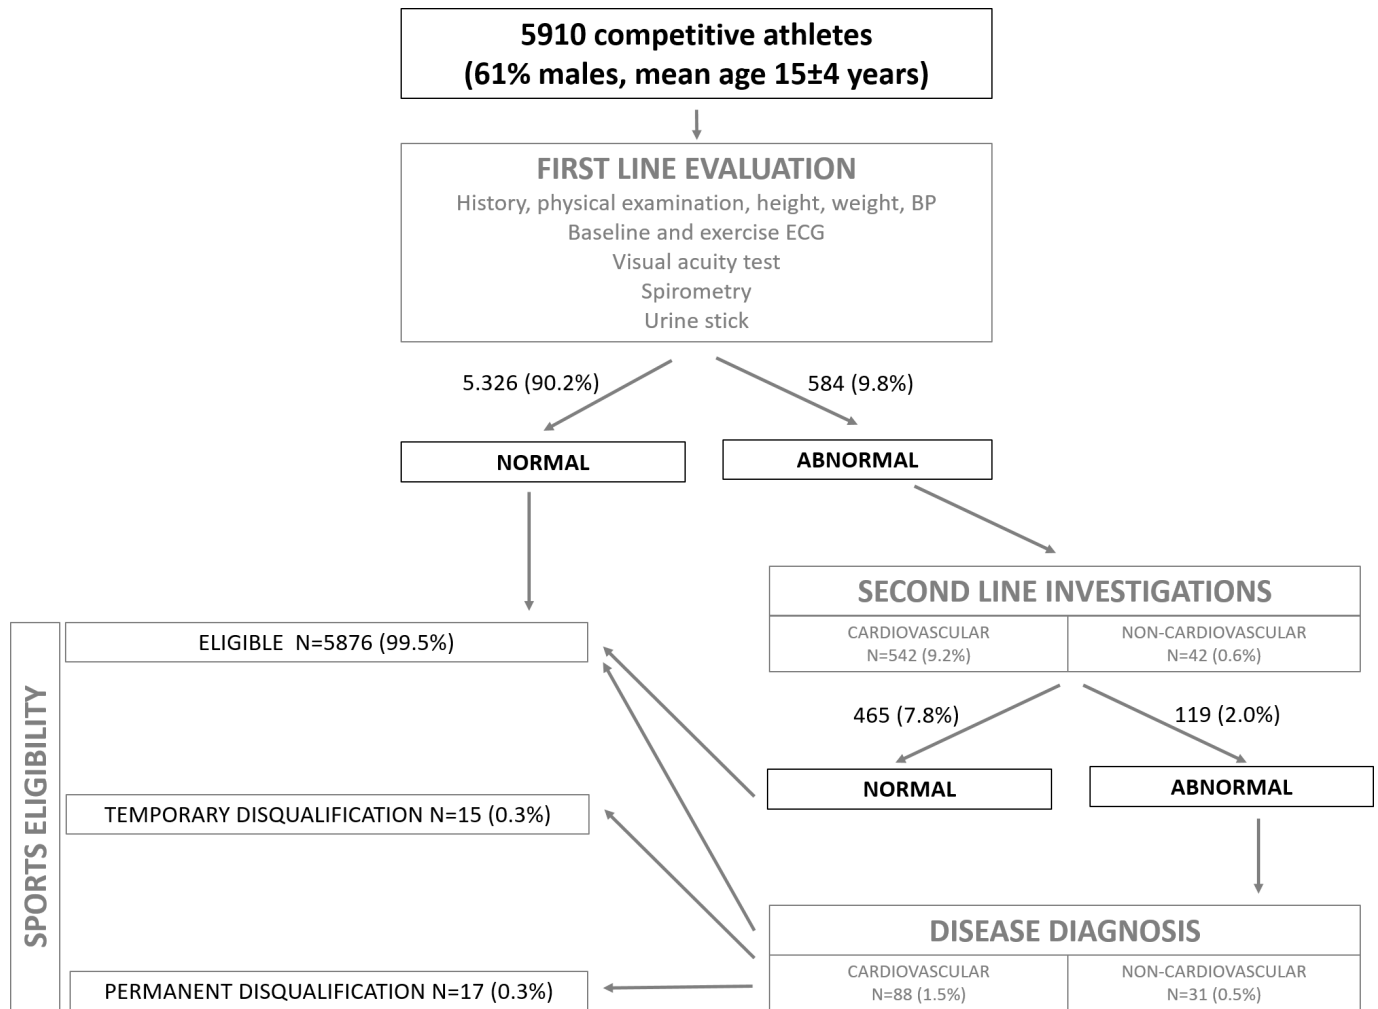 5910 competitive athletes
(61% males, mean age 15±4 years)
FIRST LINE EVALUATION
History, physical examination, height, weight, BP
Baseline and exercise ECG
Visual acuity test
Spirometry
Urine stick
5.326 (90.2%)
584 (9.8%)
NORMAL
ABNORMAL
SECOND LINE INVESTIGATIONS
CARDIOVASCULAR
N=542 (9.2%)
NON-CARDIOVASCULAR
N=42 (0.6%)
465 (7.8%)
119 (2.0%)
NORMAL
ABNORMAL
DISEASE DIAGNOSIS
CARDIOVASCULAR
N=88 (1.5%)
NON-CARDIOVASCULAR
N=31 (0.5%)
SPORTS ELIGIBILITY
ELIGIBLE  N=5876 (99.5%)
TEMPORARY DISQUALIFICATION N=15 (0.3%)
PERMANENT DISQUALIFICATION N=17 (0.3%)